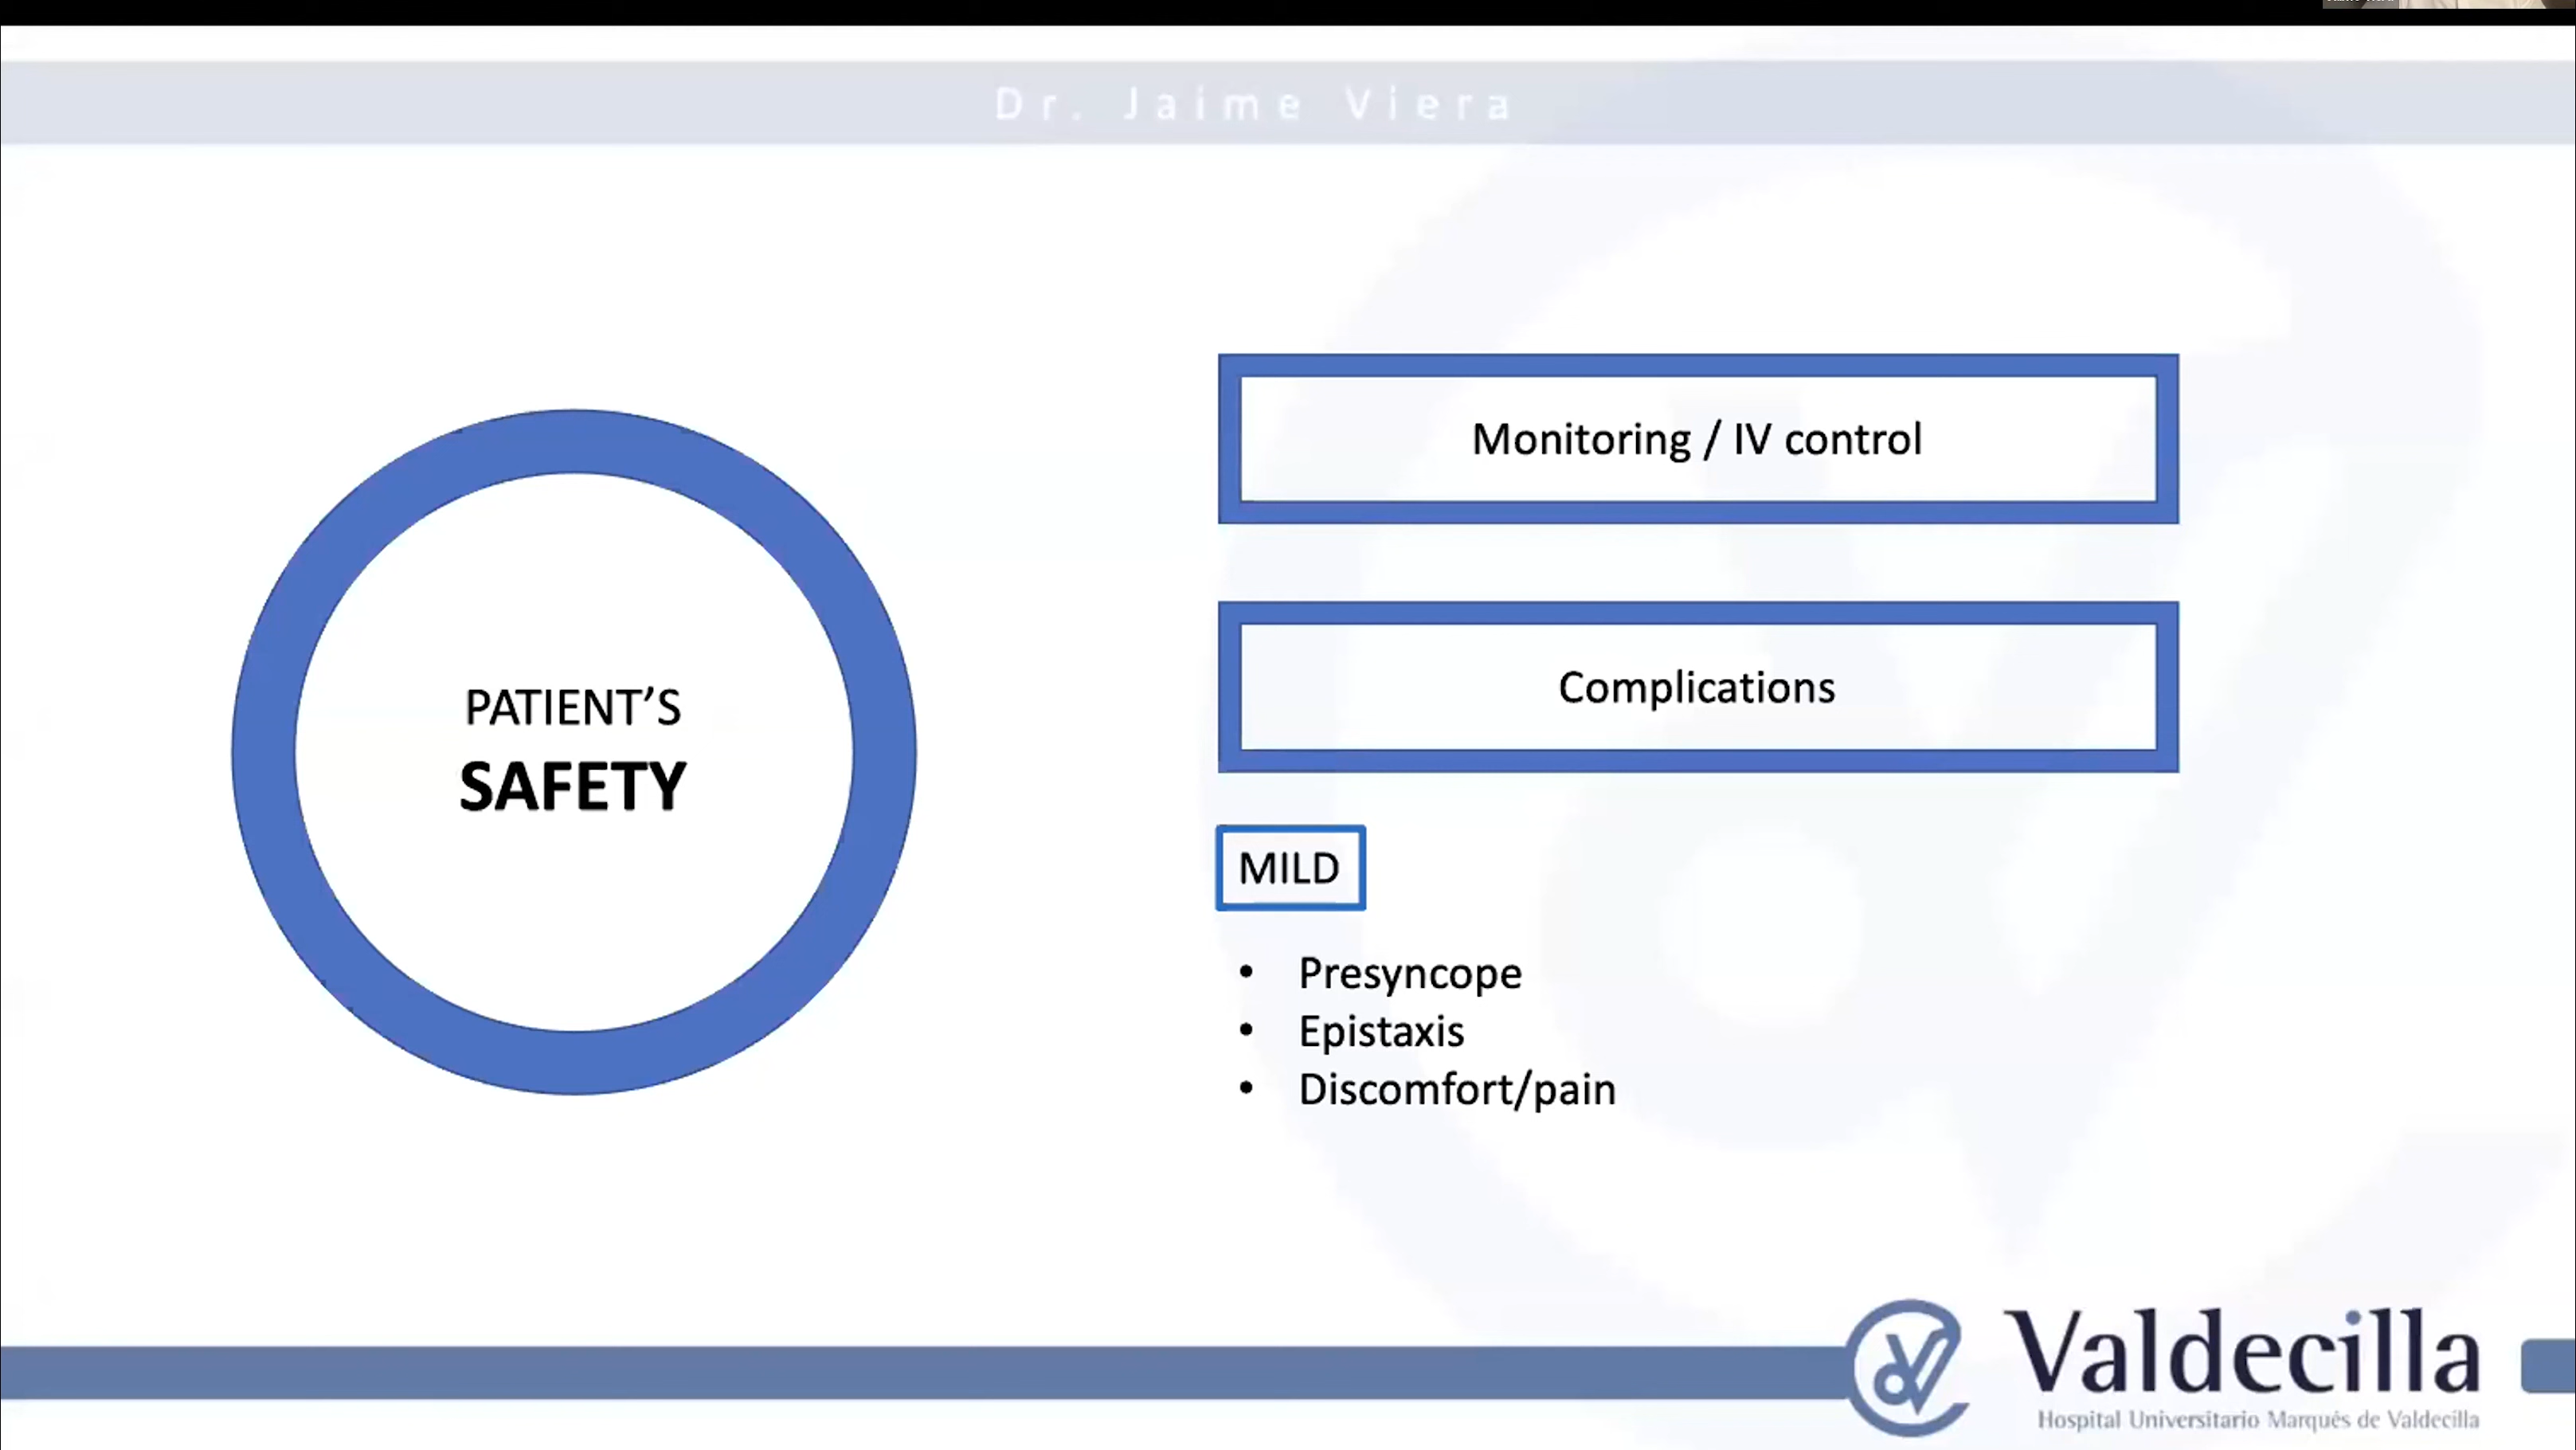 Dr. Jaime Viera
PATIENT’S
SAFETY
Monitoring / IV control
Complications
MILD
• Presyncope
• Epistaxis
• Discomfort/pain
Valdecilla
Hospital Universitario Marqués de Valdecilla